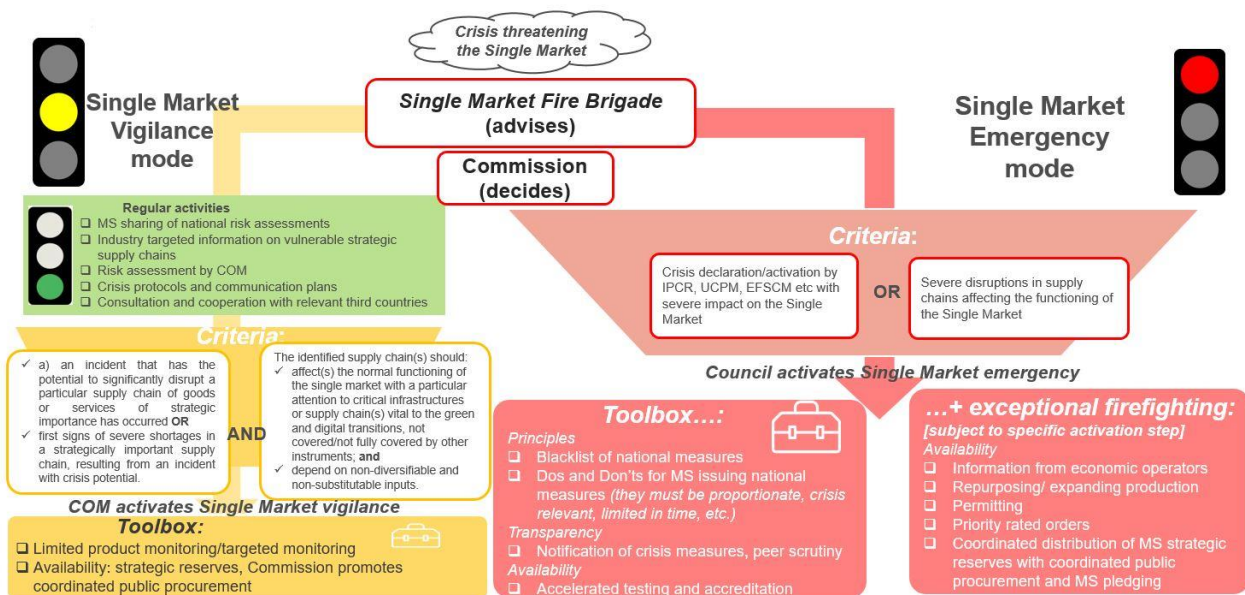 Crisis threatening
the Single Market
Single Market Fire Brigade
(advises)
Commission
(decides)
Single Market
Vigilance
mode
Regular activities
❑ MS sharing of national risk assessments
❑ Industry targeted information on vulnerable strategic
supply chains
❑ Risk assessment by COM
❑ Crisis protocols and communication plans
❑ Consultation and cooperation with relevant third countries
Criteria:
✓ a) an incident that has the
potential to significantly disrupt a
particular supply chain of goods
or services of strategic
importance has occurred OR
✓ first signs of severe shortages in
a strategically important supply
chain, resulting from an incident
with crisis potential.
AND
The identified supply chain(s) should:
✓ affect(s) the normal functioning of
the single market with a particular
attention to critical infrastructures
or supply chain(s) vital to the green
and digital transitions, not
covered/not fully covered by other
instruments; and
✓ depend on non-diversifiable and
non-substitutable inputs.
COM activates Single Market vigilance
Toolbox:
❑ Limited product monitoring/targeted monitoring
❑ Availability: strategic reserves, Commission promotes
coordinated public procurement
Single Market
Emergency
mode
Criteria:
Crisis declaration/activation by
IPCR, UCPM, EFSCM etc with
severe impact on the Single
Market
OR
Severe disruptions in supply
chains affecting the functioning of
the Single Market
Council activates Single Market emergency
Toolbox…:
Principles
❑ Blacklist of national measures
❑ Dos and Don'ts for MS issuing national
measures (they must be proportionate, crisis
relevant, limited in time, etc.)
Transparency
❑ Notification of crisis measures, peer scrutiny
Availability
❑ Accelerated testing and accreditation
…+ exceptional firefighting:
[subject to specific activation step]
Availability
❑ Information from economic operators
❑ Repurposing/ expanding production
❑ Permitting
❑ Priority rated orders
❑ Coordinated distribution of MS strategic
reserves with coordinated public
procurement and MS pledging